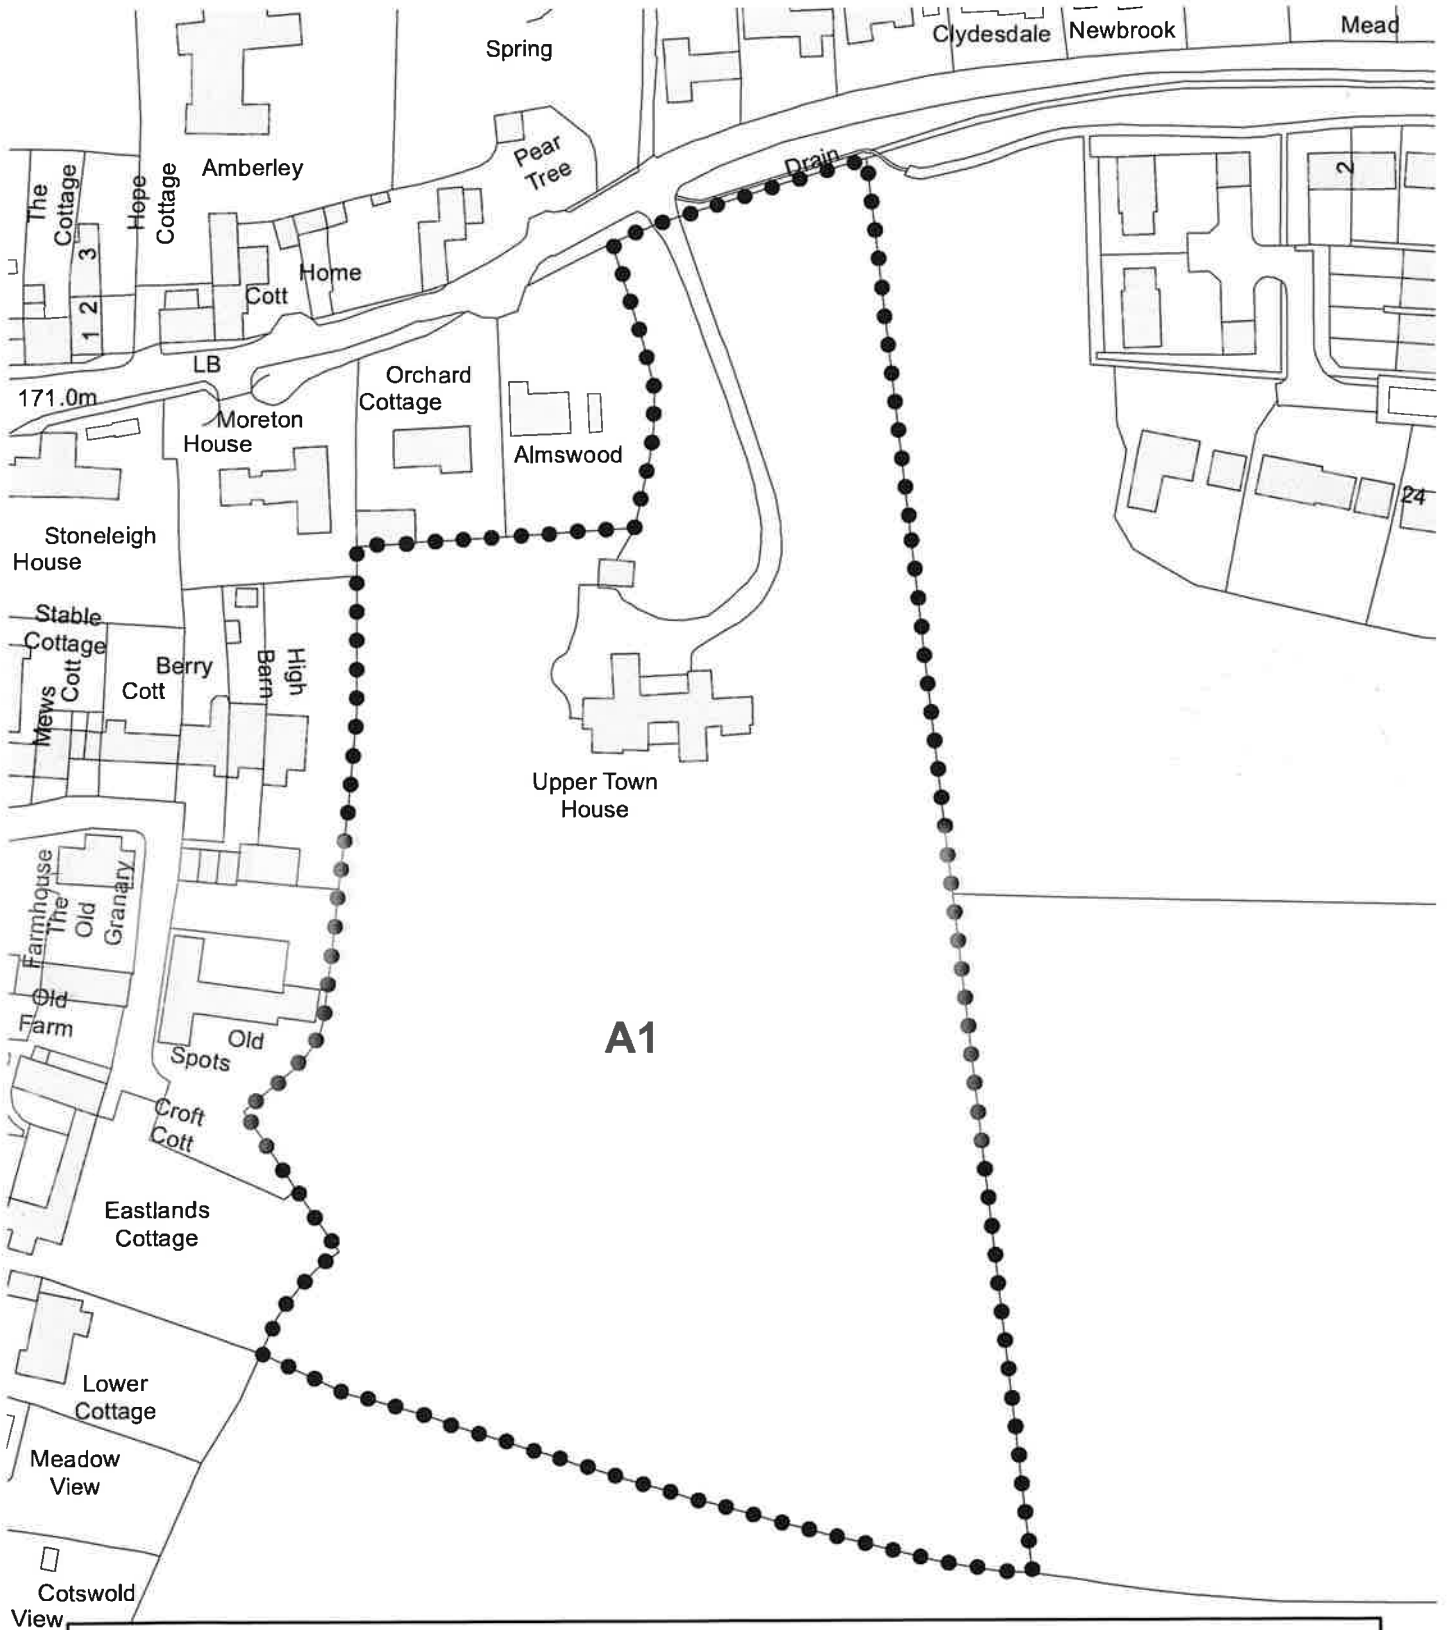 Spring
Clydesdale
Newbrook
Mead
Pear
Tree
Drain
Amberley
The
Cottage
Hope
Cottage
2
3
2
1
Home
Cott
LB
171.0m
Moreton
House
Orchard
Cottage
Almswood
24
Stoneleigh
House
Stable
Cottage
Mews
Cott
Berry
Cott
High
Barn
Upper Town
House
Farmhouse
The
Old
Granary
Old
Farm
Old
Spots
A1
Croft
Cott
Eastlands
Cottage
Lower
Cottage
Meadow
View
Cotswold
View